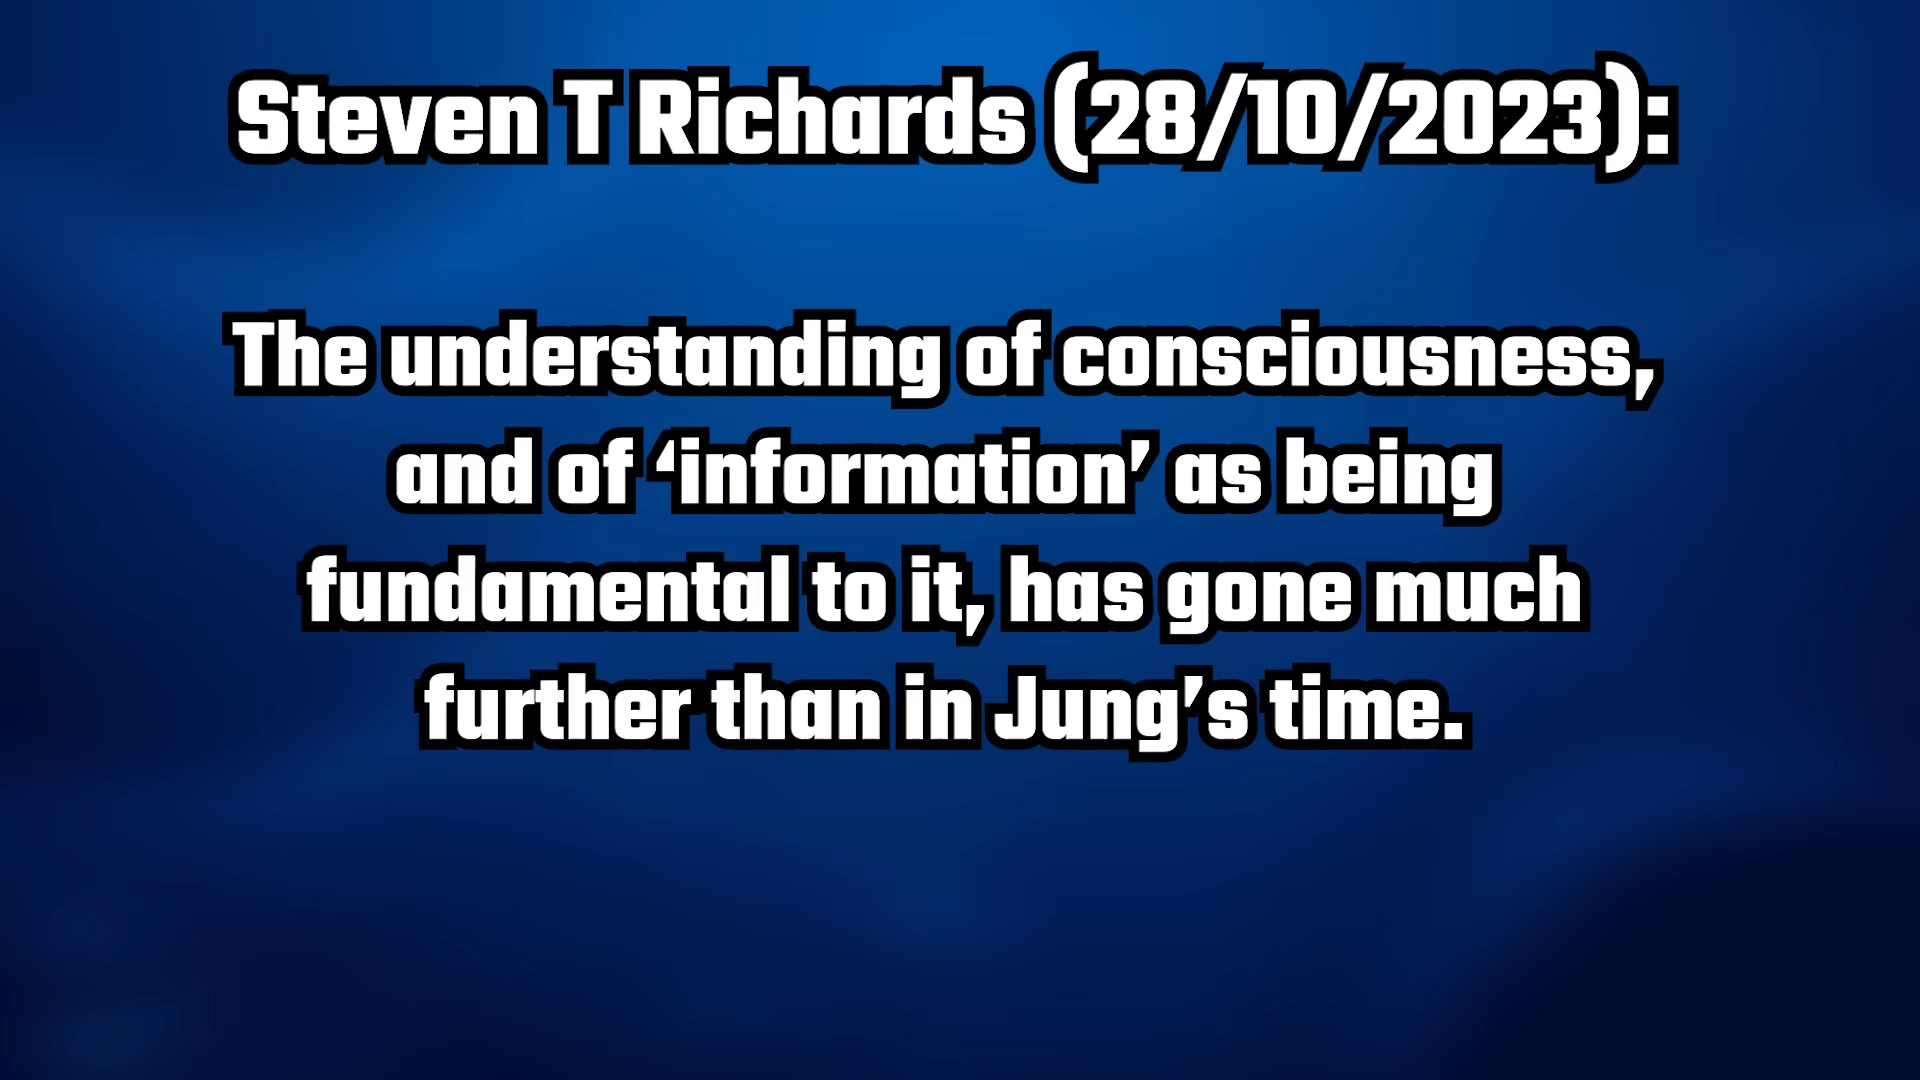 Steven T Richards (28/10/2023):
The understanding of consciousness,
and of ‘information’ as being
fundamental to it, has gone much
further than in Jung’s time.